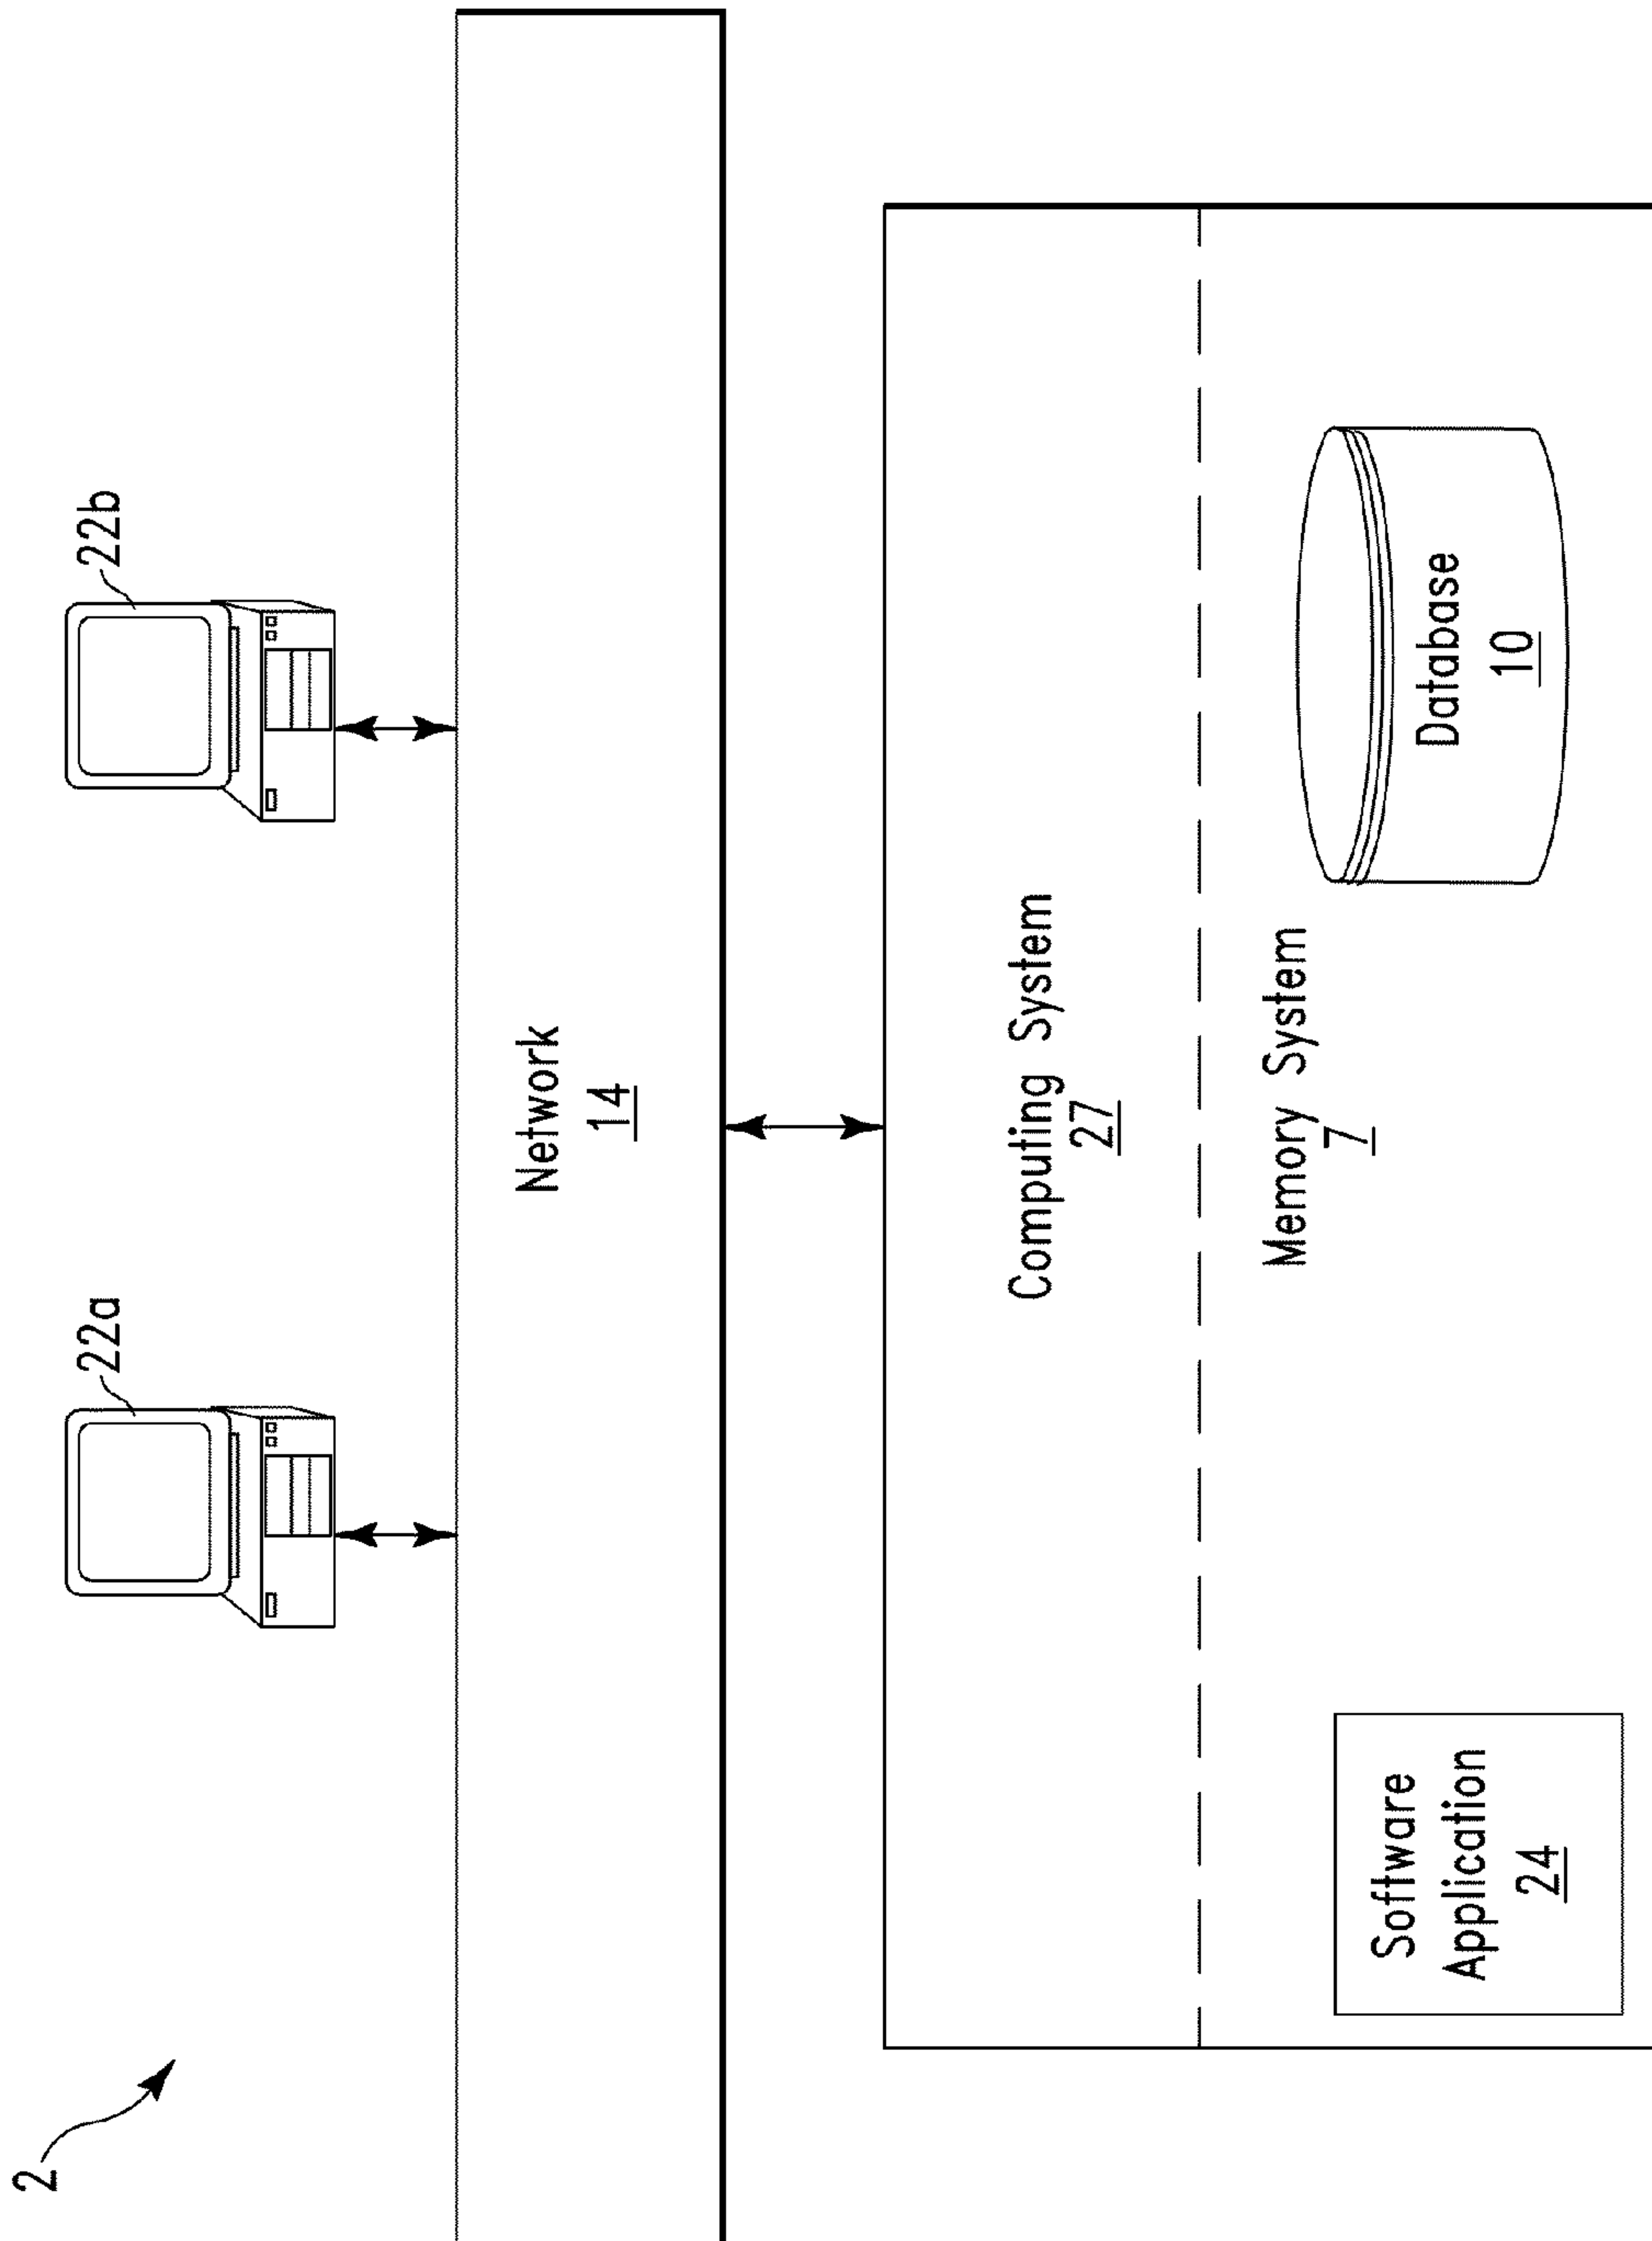 2
22a
22b
Network
14
Computing System
27
Memory System
7
Software
Application
24
Database
10